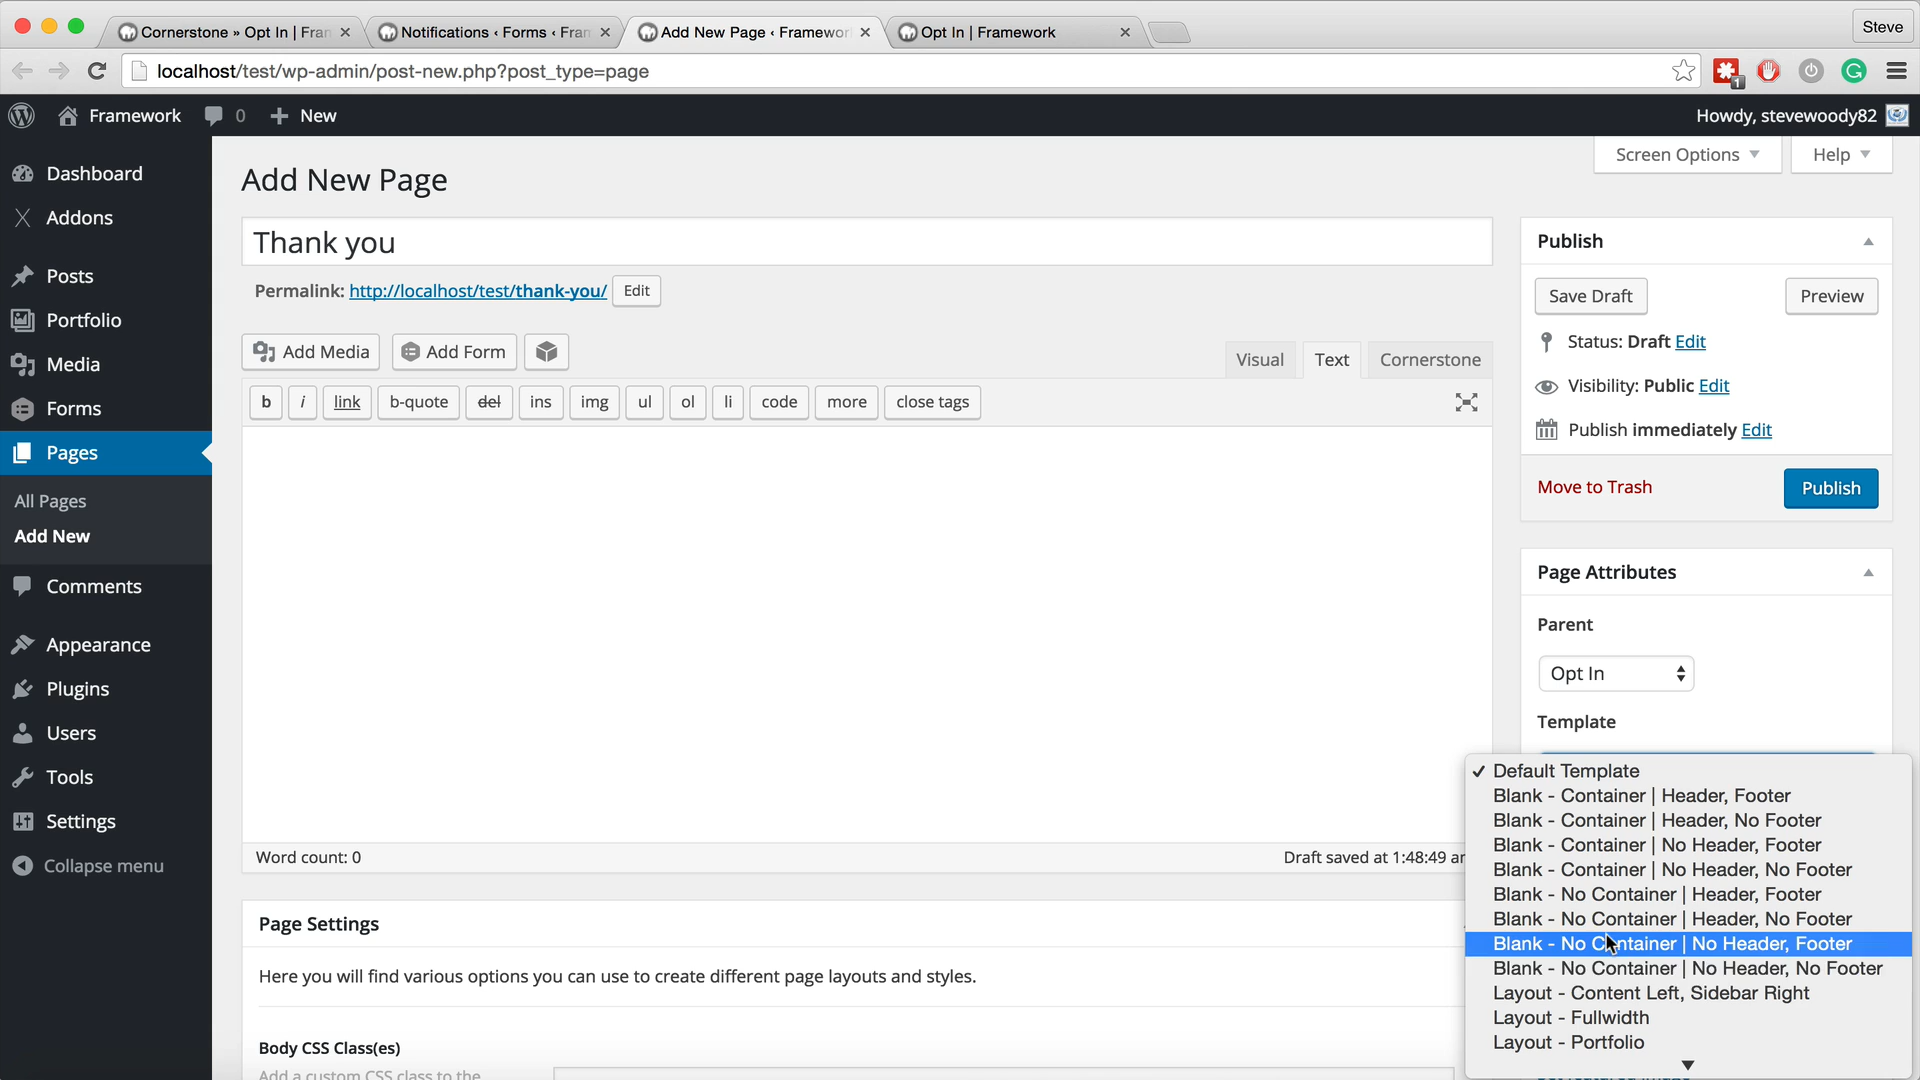 Cornerstone » Opt In | Fran
Notifications ‹ Forms ‹ Fran
Add New Page ‹ Framewor
Opt In | Framework
Steve
localhost/test/wp-admin/post-new.php?post_type=page
1
Framework
0
New
Howdy, stevewoody82
Screen Options
Help
Dashboard
Addons
Posts
Portfolio
Media
Forms
Pages
All Pages
Add New
Comments
Appearance
Plugins
Users
Tools
Settings
Collapse menu
Add New Page
Thank you
Permalink: http://localhost/test/thank-you/ Edit
Add Media
Add Form
Visual
Text
Cornerstone
b i link b-quote del ins img ul ol li code more close tags
Word count: 0
Draft saved at 1:48:49 am
Page Settings
Here you will find various options you can use to create different page layouts and styles.
Body CSS Class(es)
Add a custom CSS class to the
Publish
Save Draft
Preview
Status: Draft Edit
Visibility: Public Edit
Publish immediately Edit
Move to Trash
Publish
Page Attributes
Parent
Opt In
Template
✓ Default Template
Blank - Container | Header, Footer
Blank - Container | Header, No Footer
Blank - Container | No Header, Footer
Blank - Container | No Header, No Footer
Blank - No Container | Header, Footer
Blank - No Container | Header, No Footer
Blank - No Container | No Header, Footer
Blank - No Container | No Header, No Footer
Layout - Content Left, Sidebar Right
Layout - Fullwidth
Layout - Portfolio